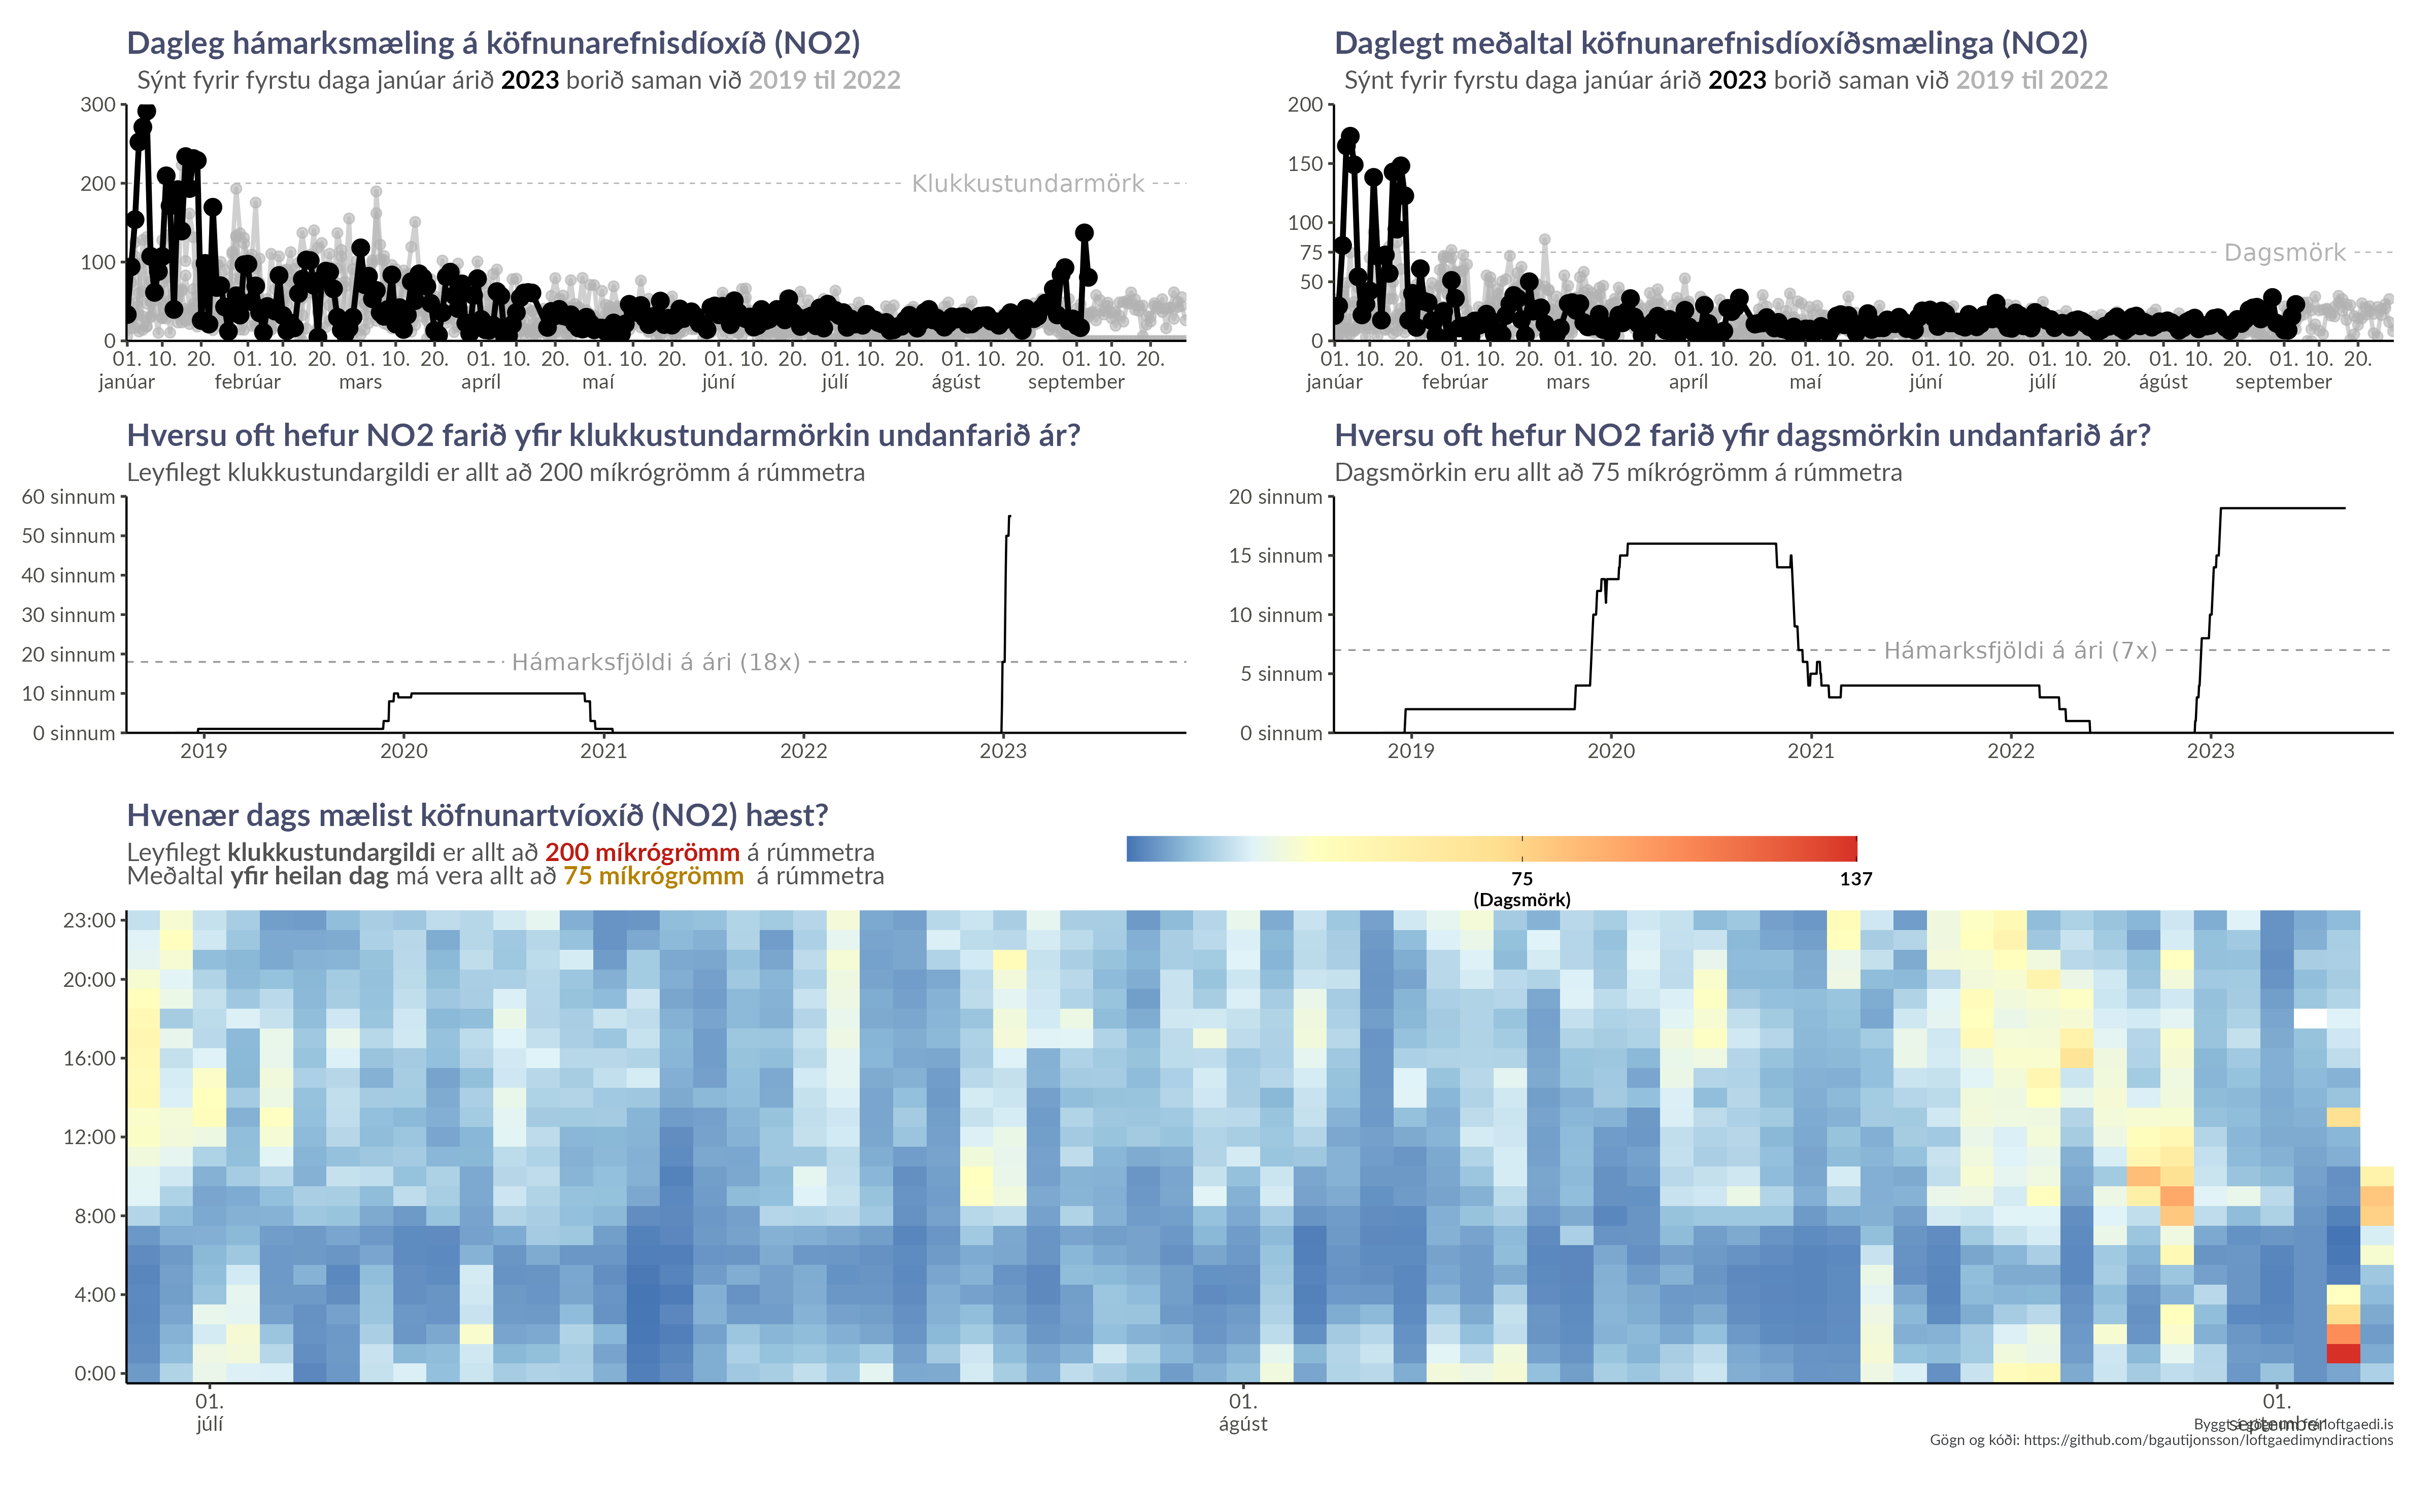 Dagleg hámarksmæling á köfnunarefnisdíoxíð (NO2)
Sýnt fyrir fyrstu daga janúar árið 2023 borið saman við 2019 til 2022
300
200
100
0
Klukkustundarmörk
01. 10. 20. 01. 10. 20. 01. 10. 20. 01. 10. 20. 01. 10. 20. 01. 10. 20. 01. 10. 20. 01. 10. 20. 01. 10. 20.
janúar febrúar mars apríl maí júní júlí ágúst september
Daglegt meðaltal köfnunarefnisdíoxíðsmælinga (NO2)
Sýnt fyrir fyrstu daga janúar árið 2023 borið saman við 2019 til 2022
200
150
100
75
50
0
Dagsmörk
01. 10. 20. 01. 10. 20. 01. 10. 20. 01. 10. 20. 01. 10. 20. 01. 10. 20. 01. 10. 20. 01. 10. 20. 01. 10. 20.
janúar febrúar mars apríl maí júní júlí ágúst september
Hversu oft hefur NO2 farið yfir klukkustundarmörkin undanfarið ár?
Leyfilegt klukkustundargildi er allt að 200 míkrógrömm á rúmmetra
60 sinnum
50 sinnum
40 sinnum
30 sinnum
20 sinnum
10 sinnum
0 sinnum
Hámarksfjöldi á ári (18x)
2019 2020 2021 2022 2023
Hversu oft hefur NO2 farið yfir dagsmörkin undanfarið ár?
Dagsmörkin eru allt að 75 míkrógrömm á rúmmetra
20 sinnum
15 sinnum
10 sinnum
5 sinnum
0 sinnum
Hámarksfjöldi á ári (7x)
2019 2020 2021 2022 2023
Hvenær dags mælist köfnunartvíoxíð (NO2) hæst?
Leyfilegt klukkustundargildi er allt að 200 míkrógrömm á rúmmetra
Meðaltal yfir heilan dag má vera allt að 75 míkrógrömm á rúmmetra
75 137
(Dagsmörk)
23:00
20:00
16:00
12:00
8:00
4:00
0:00
01. 01. 01.
júlí ágúst september
Byggt á gögnum frá loftgaedi.is
Gögn og kóði: https://github.com/bgautijonsson/loftgaedimyndiractions